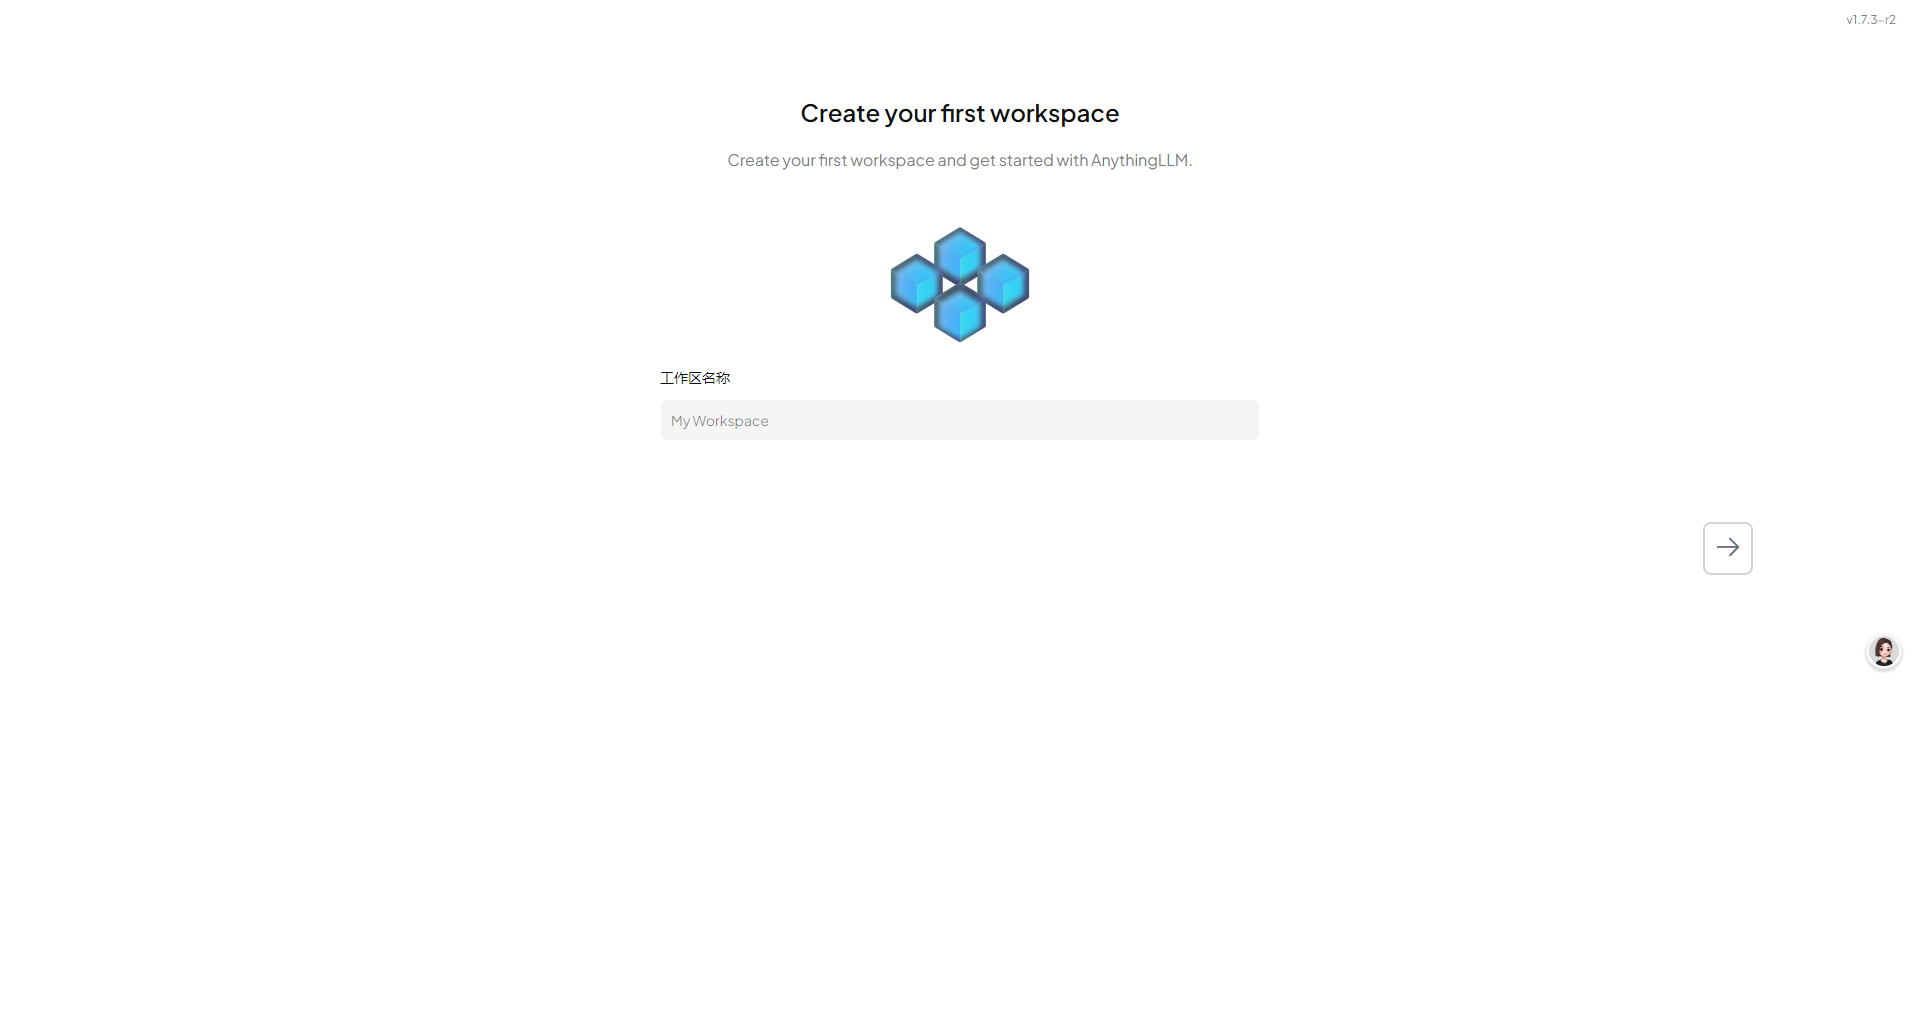 v1.7.3-r2
Create your first workspace
Create your first workspace and get started with AnythingLLM.
工作区名称
My Workspace